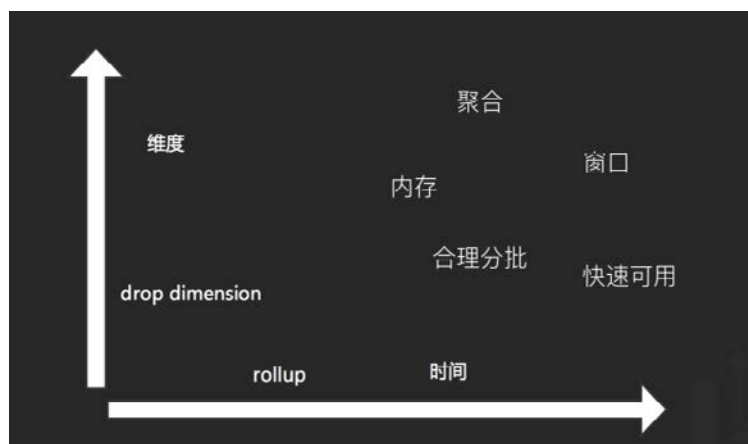 聚合
维度
窗口
内存
合理分批
快速可用
drop dimension
rollup
时间